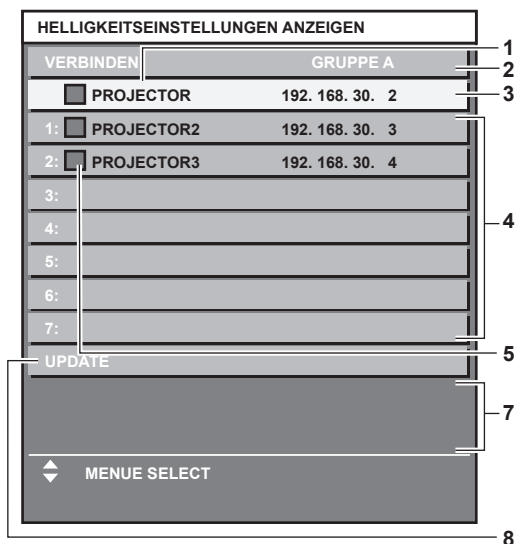 HELLIGKEITSEINSTELLUNGEN ANZEIGEN
VERBINDEN GRUPPE A
PROJECTOR 192. 168. 30. 2
1: PROJECTOR2 192. 168. 30. 3
2: PROJECTOR3 192. 168. 30. 4
3:
4:
5:
6:
7:
UPDATE
MENUE SELECT
1
2
3
4
5
7
8